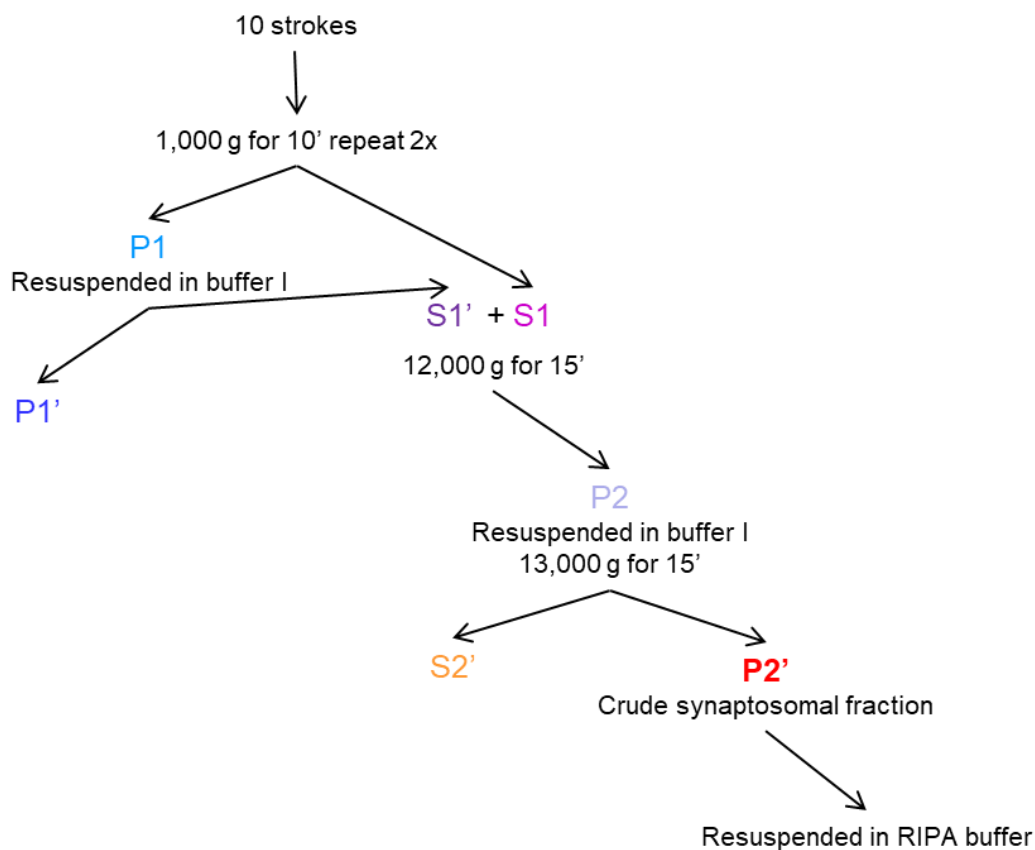 10 strokes
1,000 g for 10’ repeat 2x
P1
Resuspended in buffer I
S1’ + S1
12,000 g for 15’
P1’
P2
Resuspended in buffer I
13,000 g for 15’
S2’
P2’
Crude synaptosomal fraction
Resuspended in RIPA buffer